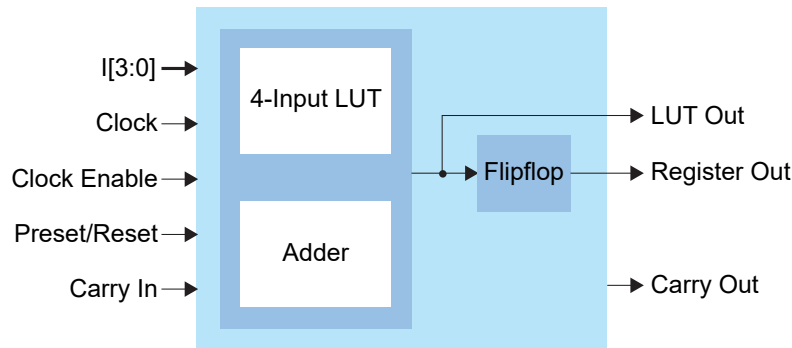 I[3:0]
Clock
Clock Enable
Preset/Reset
Carry In
4-Input LUT
Adder
Flipflop
LUT Out
Register Out
Carry Out